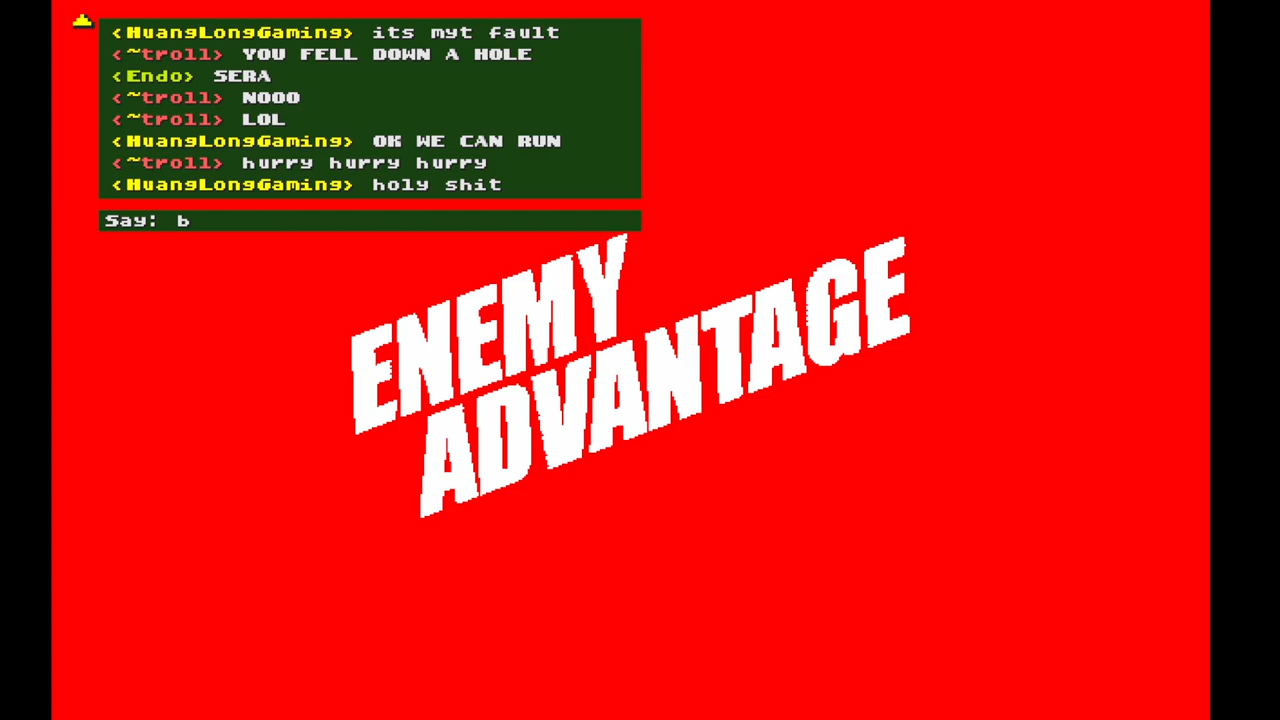 <HuangLongGaming> its myt fault
<~troll> YOU FELL DOWN A HOLE
<Endo> SERA
<~troll> NOOO
<~troll> LOL
<HuangLongGaming> OK WE CAN RUN
<~troll> hurry hurry hurry
<HuangLongGaming> holy shit
Say: b
ENEMY
ADVANTAGE